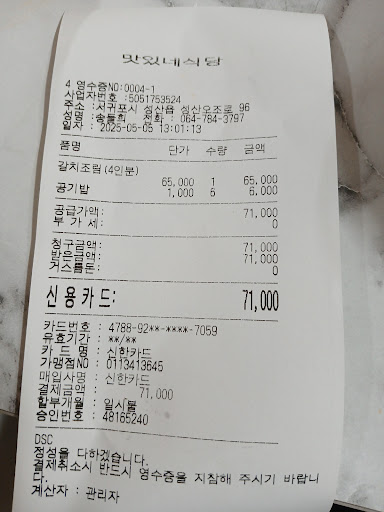 맛있네식당
4 영수증NO:0004-1
사업자번호 :5051753524
주소 :서귀포시 성산읍 성산오조로 96
성명 :송들희 전화 : 064-784-3797
일자 : 2025-05-05 13:01:13
품명 단가 수량 금액
갈치조림(4인분)
65,000 1 65,000
공기밥 1,000 6 6,000
공급가액: 71,000
부 가 세: 0
청구금액: 71,000
받은금액: 71,000
거스름돈: 0
신용카드: 71,000
카드번호 : 4788-92**-****-7059
유효기간 : **/**
카 드 명 : 신한카드
가맹점NO : 0113413645
매입사명 : 신한카드
결제금액 : 71,000
할부개월 : 일시불
승인번호 : 48165240
DSC
정성을 다하겠습니다.
결제취소시 반드시 영수증을 지참해 주시기 바랍니
다.
계산자 : 관리자